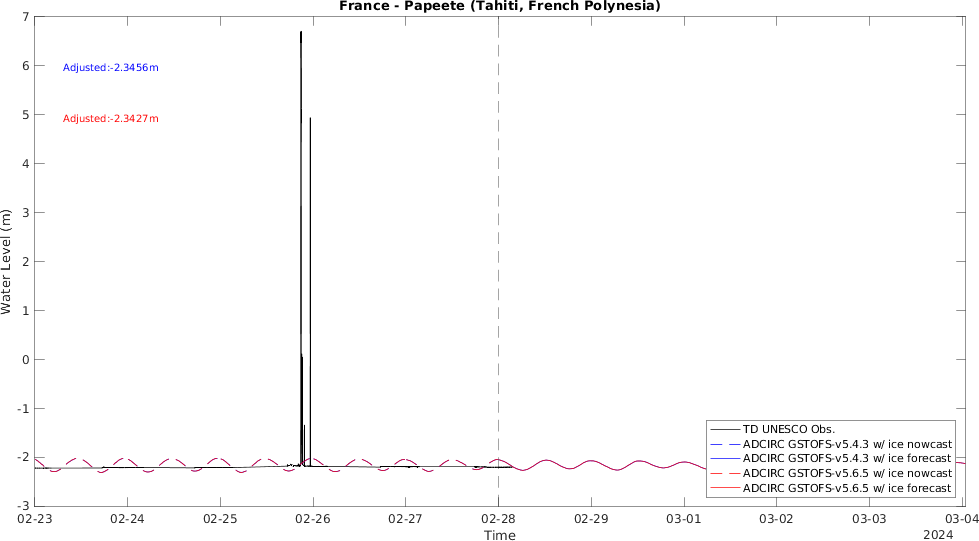 France - Papeete (Tahiti, French Polynesia)
7
6
5
4
3
2
1
0
-1
-2
-3
Water Level (m)
Adjusted:-2.3456m
Adjusted:-2.3427m
TD UNESCO Obs.
ADCIRC GSTOFS-v5.4.3 w/ ice nowcast
ADCIRC GSTOFS-v5.4.3 w/ ice forecast
ADCIRC GSTOFS-v5.6.5 w/ ice nowcast
ADCIRC GSTOFS-v5.6.5 w/ ice forecast
02-23 02-24 02-25 02-26 02-27 02-28 02-29 03-01 03-02 03-03 03-04
Time
2024